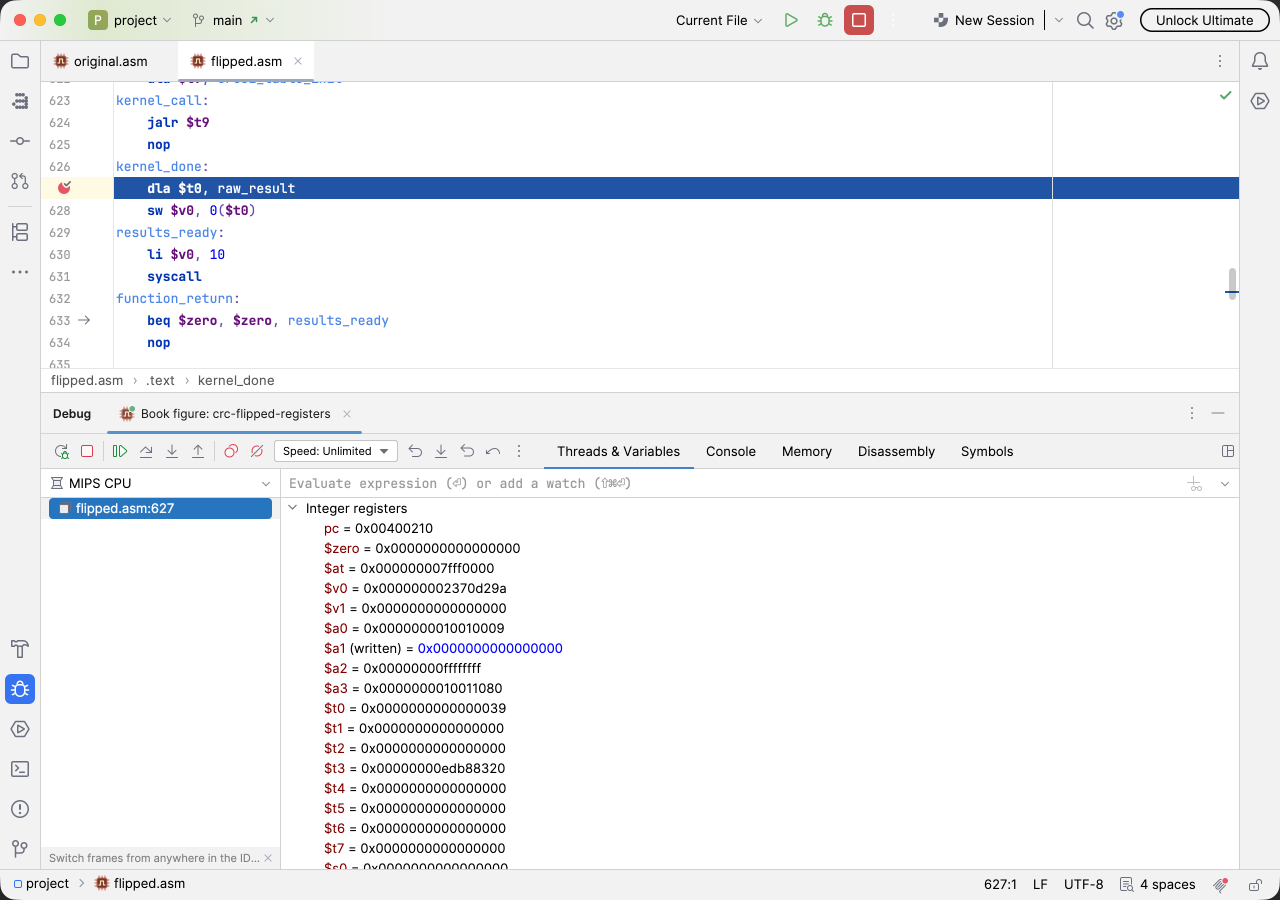 P project main Current File New Session Unlock Ultimate
original.asm flipped.asm
623 kernel_call:
624 jalr $t9
625 nop
626 kernel_done:
dla $t0, raw_result
628 sw $v0, 0($t0)
629 results_ready:
630 li $v0, 10
631 syscall
632 function_return:
633 beq $zero, $zero, results_ready
634 nop
635
flipped.asm › .text › kernel_done
Debug Book figure: crc-flipped-registers
Speed: Unlimited Threads & Variables Console Memory Disassembly Symbols
MIPS CPU
flipped.asm:627
Evaluate expression (⏎) or add a watch (⇧⌘⏎)
Integer registers
pc = 0x00400210
$zero = 0x0000000000000000
$at = 0x000000007fff0000
$v0 = 0x000000002370d29a
$v1 = 0x0000000000000000
$a0 = 0x0000000010010009
$a1 (written) = 0x0000000000000000
$a2 = 0x00000000ffffffff
$a3 = 0x0000000010011080
$t0 = 0x0000000000000039
$t1 = 0x0000000000000000
$t2 = 0x0000000000000000
$t3 = 0x00000000edb88320
$t4 = 0x0000000000000000
$t5 = 0x0000000000000000
$t6 = 0x0000000000000000
$t7 = 0x0000000000000000
$s0 = 0x0000000000000000
Switch frames from anywhere in the ID...
project › flipped.asm 627:1 LF UTF-8 4 spaces